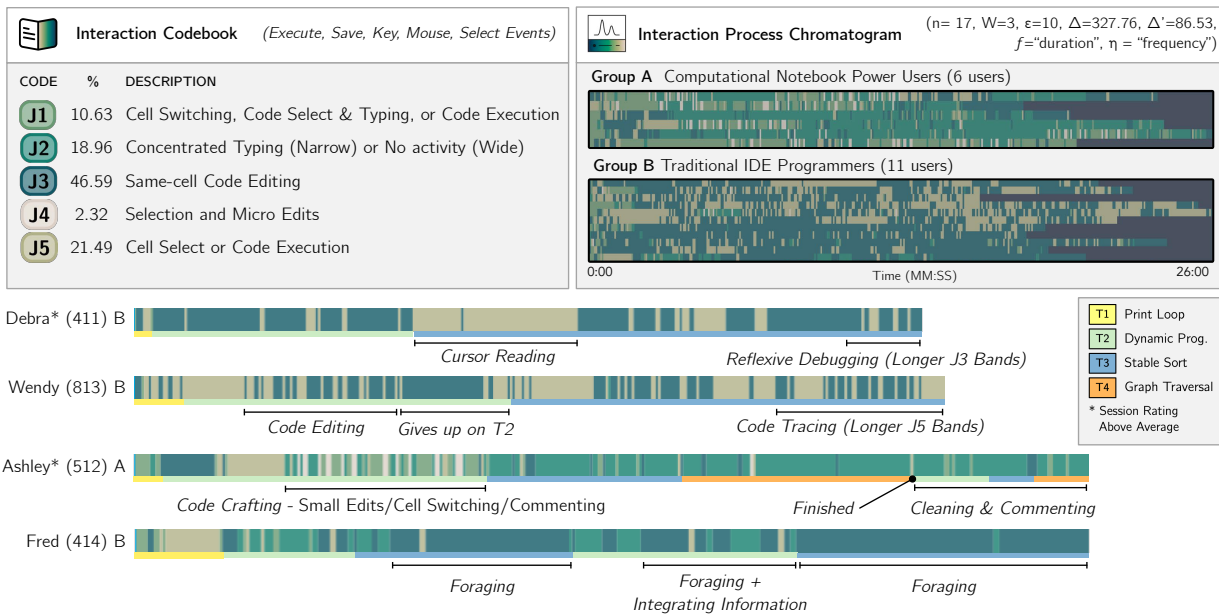 Interaction Codebook (Execute, Save, Key, Mouse, Select Events)
CODE % DESCRIPTION
J1 10.63 Cell Switching, Code Select & Typing, or Code Execution
J2 18.96 Concentrated Typing (Narrow) or No activity (Wide)
J3 46.59 Same-cell Code Editing
J4 2.32 Selection and Micro Edits
J5 21.49 Cell Select or Code Execution
Interaction Process Chromatogram
(n= 17, W=3, ε=10, Δ=327.76, Δ'=86.53,
f="duration", η = "frequency")
Group A Computational Notebook Power Users (6 users)
Group B Traditional IDE Programmers (11 users)
0:00 Time (MM:SS) 26:00
Debra* (411) B
Cursor Reading
Reflexive Debugging (Longer J3 Bands)
Wendy (813) B
Code Editing
Gives up on T2
Code Tracing (Longer J5 Bands)
Ashley* (512) A
Code Crafting - Small Edits/Cell Switching/Commenting
Finished
Cleaning & Commenting
Fred (414) B
Foraging
Foraging +
Integrating Information
Foraging
T1 Print Loop
T2 Dynamic Prog.
T3 Stable Sort
T4 Graph Traversal
* Session Rating
Above Average